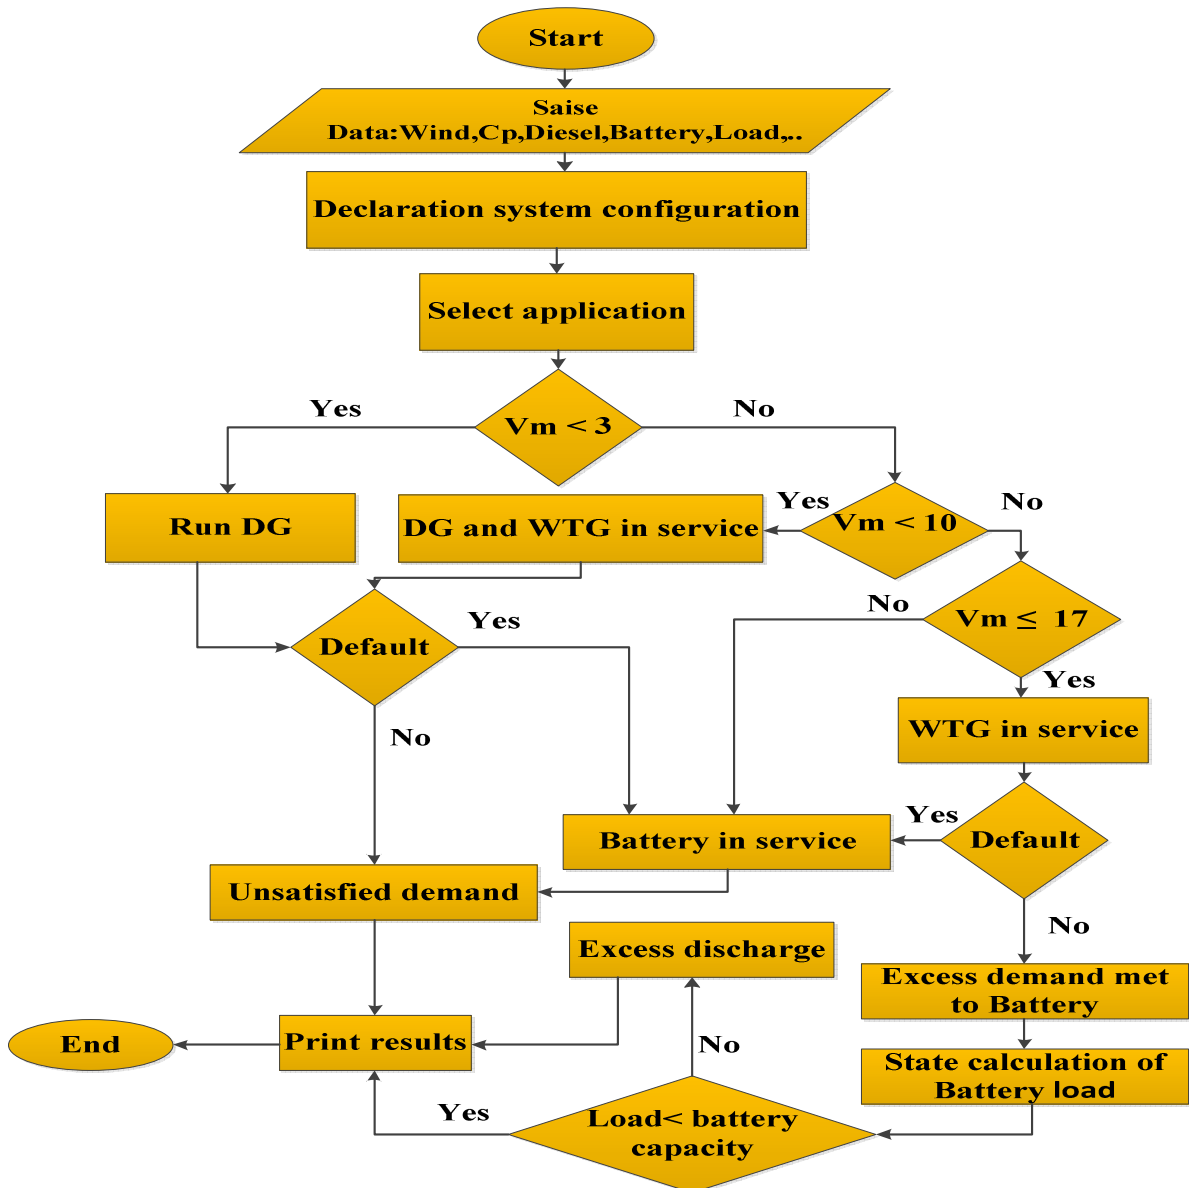 Start
Saise
Data:Wind,Cp,Diesel,Battery,Load,..
Declaration system configuration
Select application
Yes
Vm < 3
No
Run DG
DG and WTG in service
Yes
Vm < 10
No
Default
Yes
No
Vm ≤ 17
Yes
No
WTG in service
Battery in service
Yes
Default
Unsatisfied demand
No
Excess discharge
Excess demand met
to Battery
End
Print results
No
State calculation of
Battery load
Yes
Load< battery
capacity